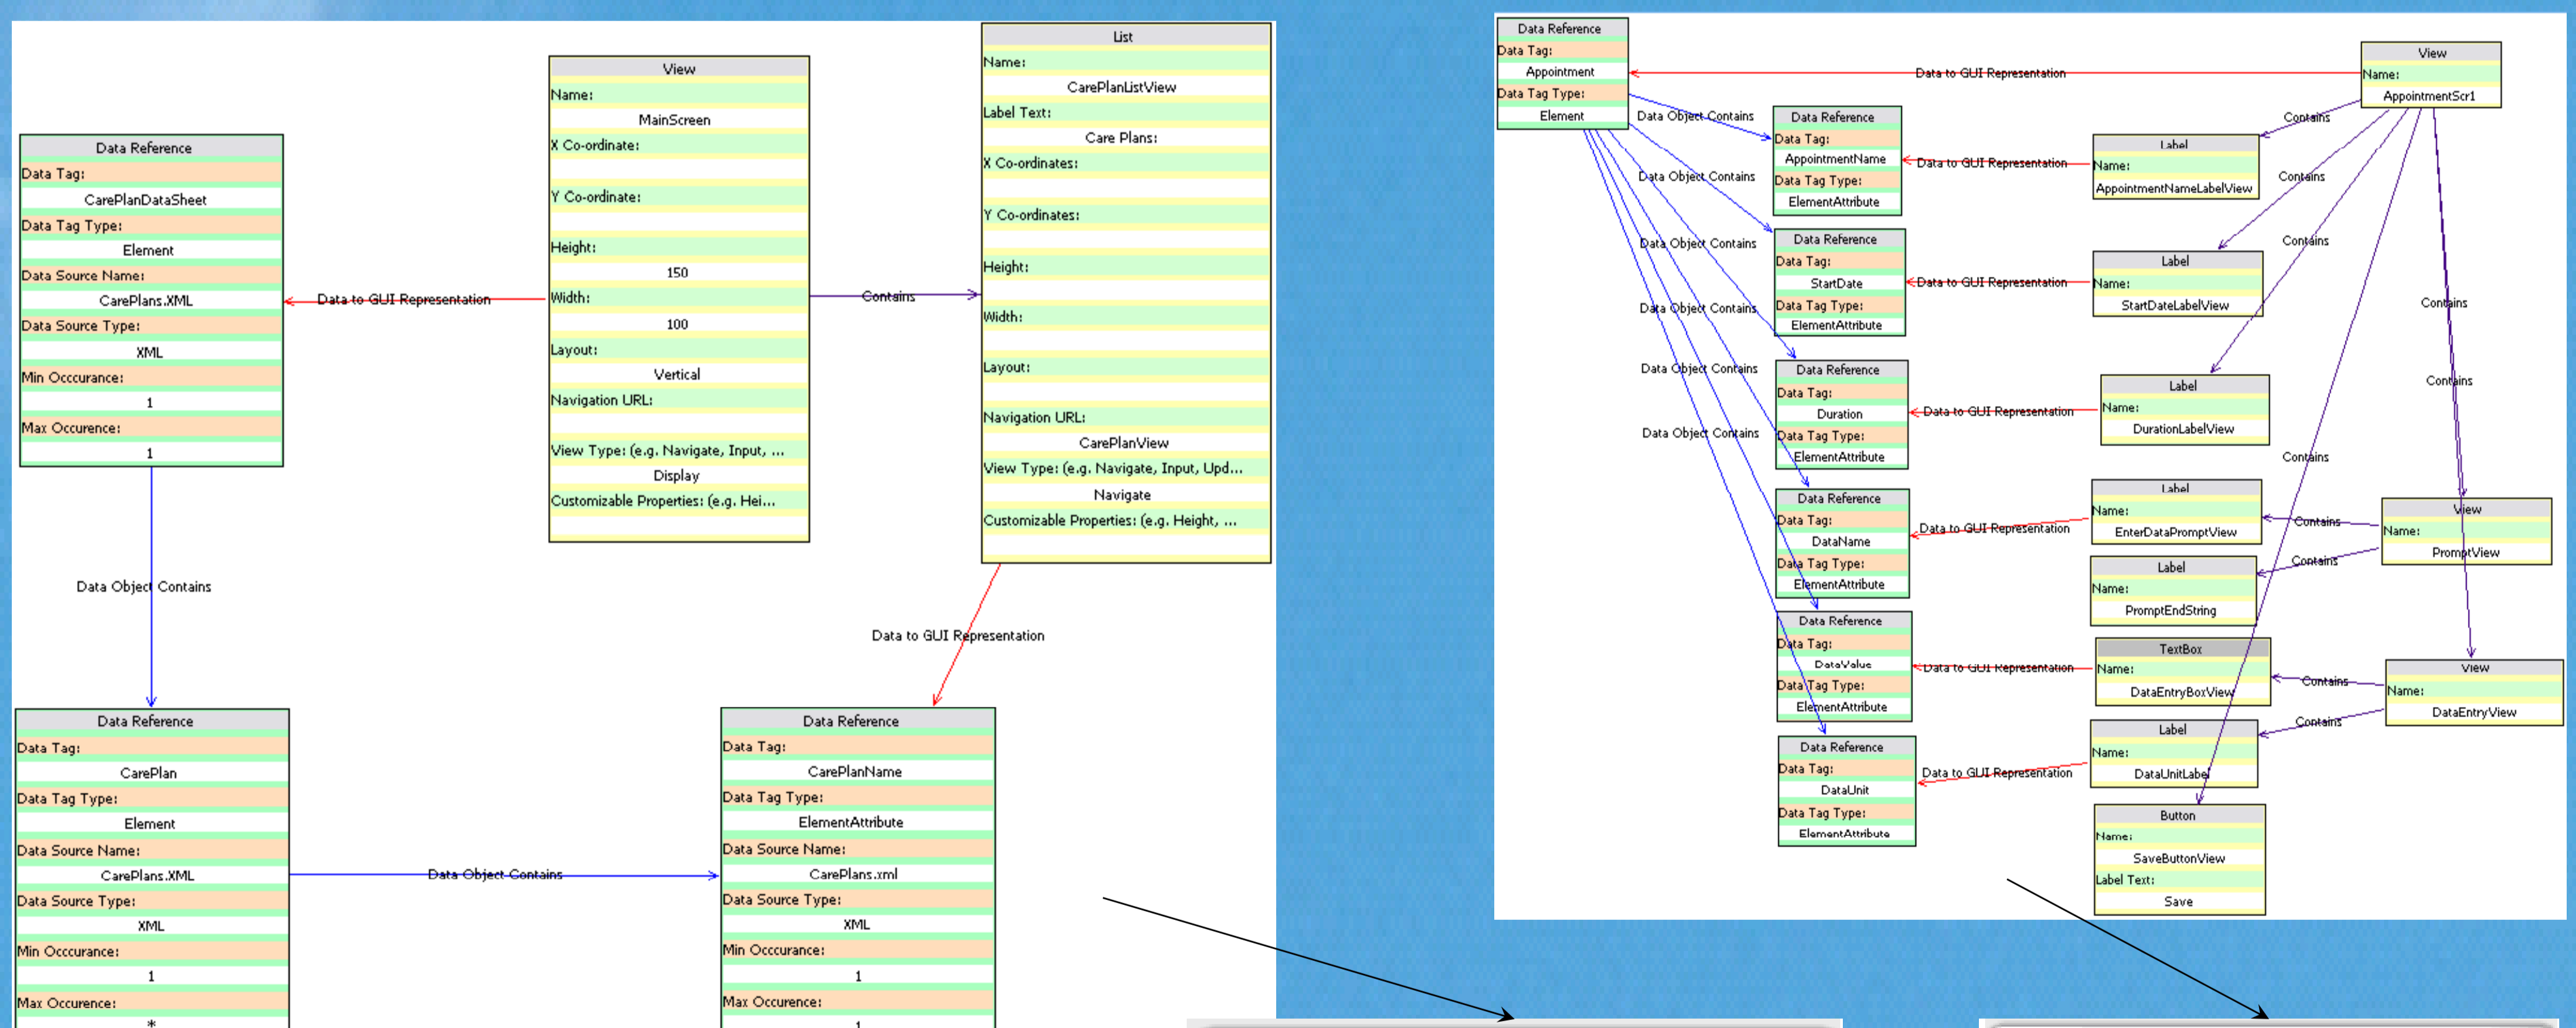 Data Reference
Data Tag:
CarePlanDataSheet
Data Tag Type:
Element
Data Source Name:
CarePlans.XML
Data Source Type:
XML
Min Occcurance:
1
Max Occurence:
1
Data to GUI Representation
View
Name:
MainScreen
X Co-ordinate:
Y Co-ordinate:
Height:
150
Width:
100
Layout:
Vertical
Navigation URL:
View Type: (e.g. Navigate, Input, ...
Display
Customizable Properties: (e.g. Hei...
Contains
List
Name:
CarePlanListView
Label Text:
Care Plans:
X Co-ordinates:
Y Co-ordinates:
Height:
Width:
Layout:
Navigation URL:
CarePlanView
View Type: (e.g. Navigate, Input, Upd...
Navigate
Customizable Properties: (e.g. Height, ...
Data Object Contains
Data to GUI Representation
Data Reference
Data Tag:
CarePlan
Data Tag Type:
Element
Data Source Name:
CarePlans.XML
Data Source Type:
XML
Min Occcurance:
1
Max Occurence:
*
Data Object Contains
Data Reference
Data Tag:
CarePlanName
Data Tag Type:
ElementAttribute
Data Source Name:
CarePlans.xml
Data Source Type:
XML
Min Occcurance:
1
Max Occurence:
1
Data Reference
Data Tag:
Appointment
Data Tag Type:
Element
Data to GUI Representation
View
Name:
AppointmentScr1
Data Object Contains
Data Object Contains
Data Object Contains
Data Object Contains
Data Object Contains
Data Object Contains
Data Reference
Data Tag:
AppointmentName
Data Tag Type:
ElementAttribute
Data to GUI Representation
Label
Name:
AppointmentNameLabelView
Contains
Contains
Contains
Contains
Contains
Contains
Data Reference
Data Tag:
StartDate
Data Tag Type:
ElementAttribute
Data to GUI Representation
Label
Name:
StartDateLabelView
Data Reference
Data Tag:
Duration
Data Tag Type:
ElementAttribute
Data to GUI Representation
Label
Name:
DurationLabelView
Data Reference
Data Tag:
DataName
Data Tag Type:
ElementAttribute
Data to GUI Representation
Label
Name:
EnterDataPromptView
Contains
Contains
View
Name:
PromptView
Label
Name:
PromptEndString
Data Reference
Data Tag:
DataValue
Data Tag Type:
ElementAttribute
Data to GUI Representation
TextBox
Name:
DataEntryBoxView
Contains
Contains
View
Name:
DataEntryView
Data Reference
Data Tag:
DataUnit
Data Tag Type:
ElementAttribute
Data to GUI Representation
Label
Name:
DataUnitLabel
Button
Name:
SaveButtonView
Label Text:
Save